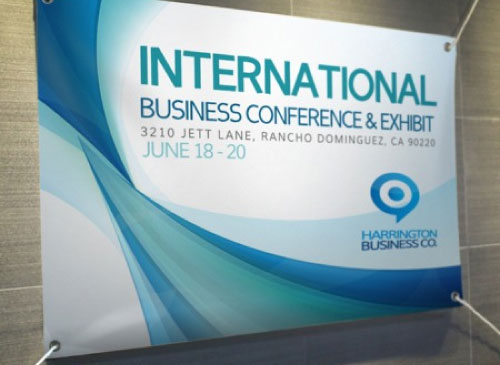 INTERNATIONAL
BUSINESS CONFERENCE & EXHIBIT
3210 JETT LANE, RANCHO DOMINGUEZ, CA 90220
JUNE 18 - 20
HARRINGTON
BUSINESS CO.